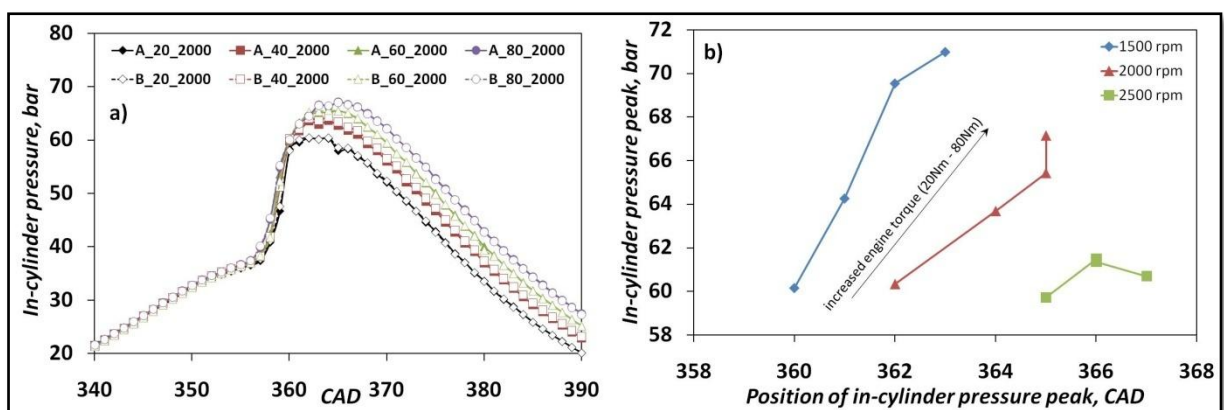 a)
In-cylinder pressure, bar
80
70
60
50
40
30
20
A_20_2000 A_40_2000 A_60_2000 A_80_2000
B_20_2000 B_40_2000 B_60_2000 B_80_2000
340 350 360 370 380 390
CAD
b)
In-cylinder pressure peak, bar
72
70
68
66
64
62
60
58
1500 rpm
2000 rpm
2500 rpm
increased engine torque (20Nm - 80Nm)
358 360 362 364 366 368
Position of in-cylinder pressure peak, CAD